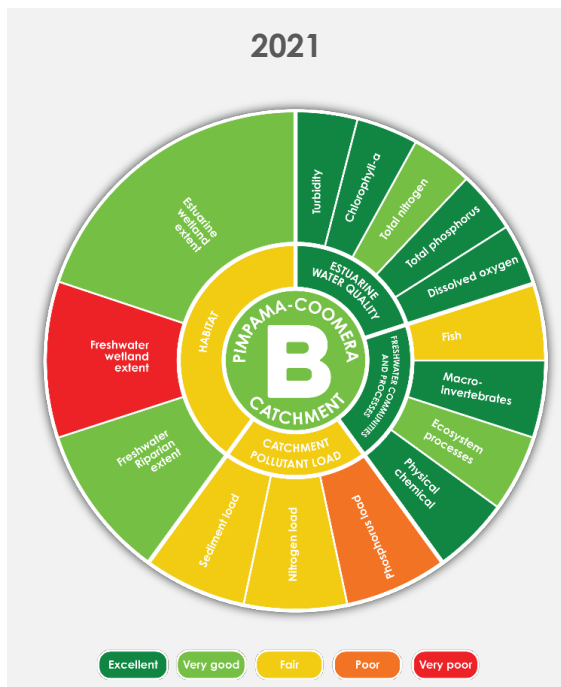 2021
Turbidity
Chlorophyll-a
Total nitrogen
Total phosphorus
Dissolved oxygen
Fish
Macro-
Invertebrates
Ecosystem
processes
Physical
chemical
Phosphorus load
Nitrogen load
Sediment load
Freshwater
Riparian
extent
Freshwater
wetland
extent
Estuarine
wetland
extent
ESTUARINE
WATER QUALITY
FRESHWATER COMMUNITIES
AND PROCESSES
CATCHMENT
POLLUTANT LOAD
HABITAT
PIMPAMA-COOMERA
B
CATCHMENT
Excellent
Very good
Fair
Poor
Very poor